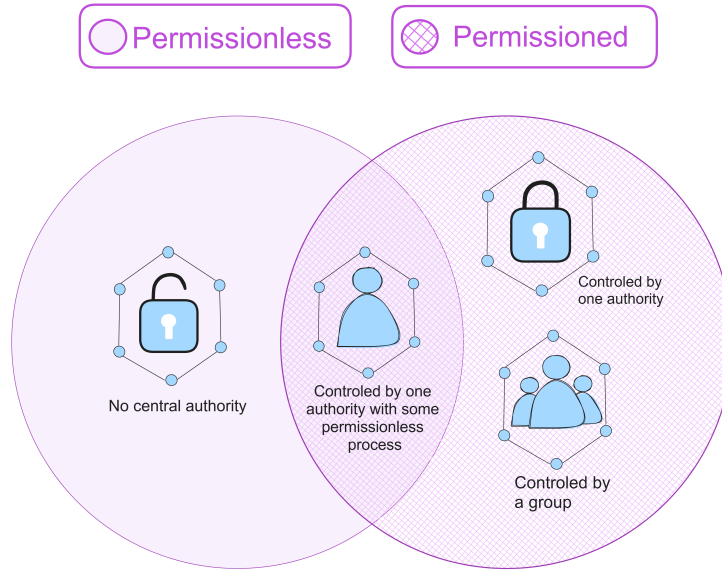 Permissionless
Permissioned
Controled by
one authority
No central authority
Controled by one
authority with some
permissionless
process
Controled by
a group